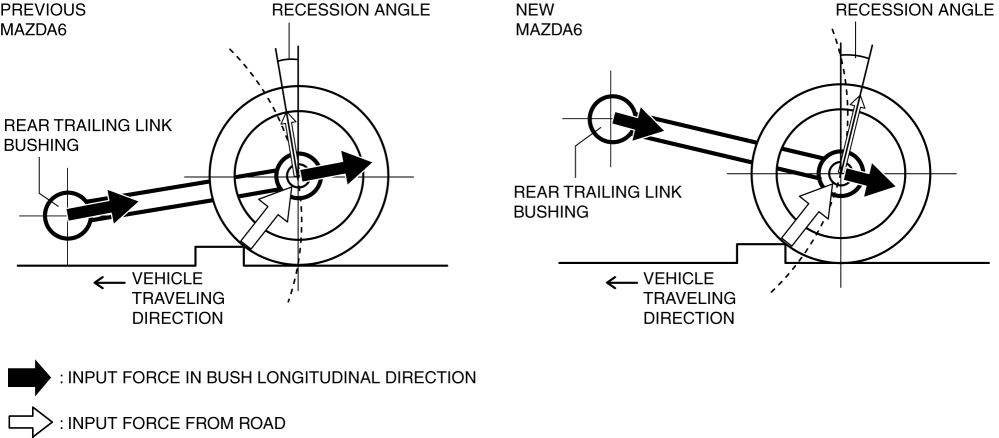 PREVIOUS
MAZDA6
RECESSION ANGLE
REAR TRAILING LINK
BUSHING
VEHICLE
TRAVELING
DIRECTION
NEW
MAZDA6
RECESSION ANGLE
REAR TRAILING LINK
BUSHING
VEHICLE
TRAVELING
DIRECTION
: INPUT FORCE IN BUSH LONGITUDINAL DIRECTION
: INPUT FORCE FROM ROAD